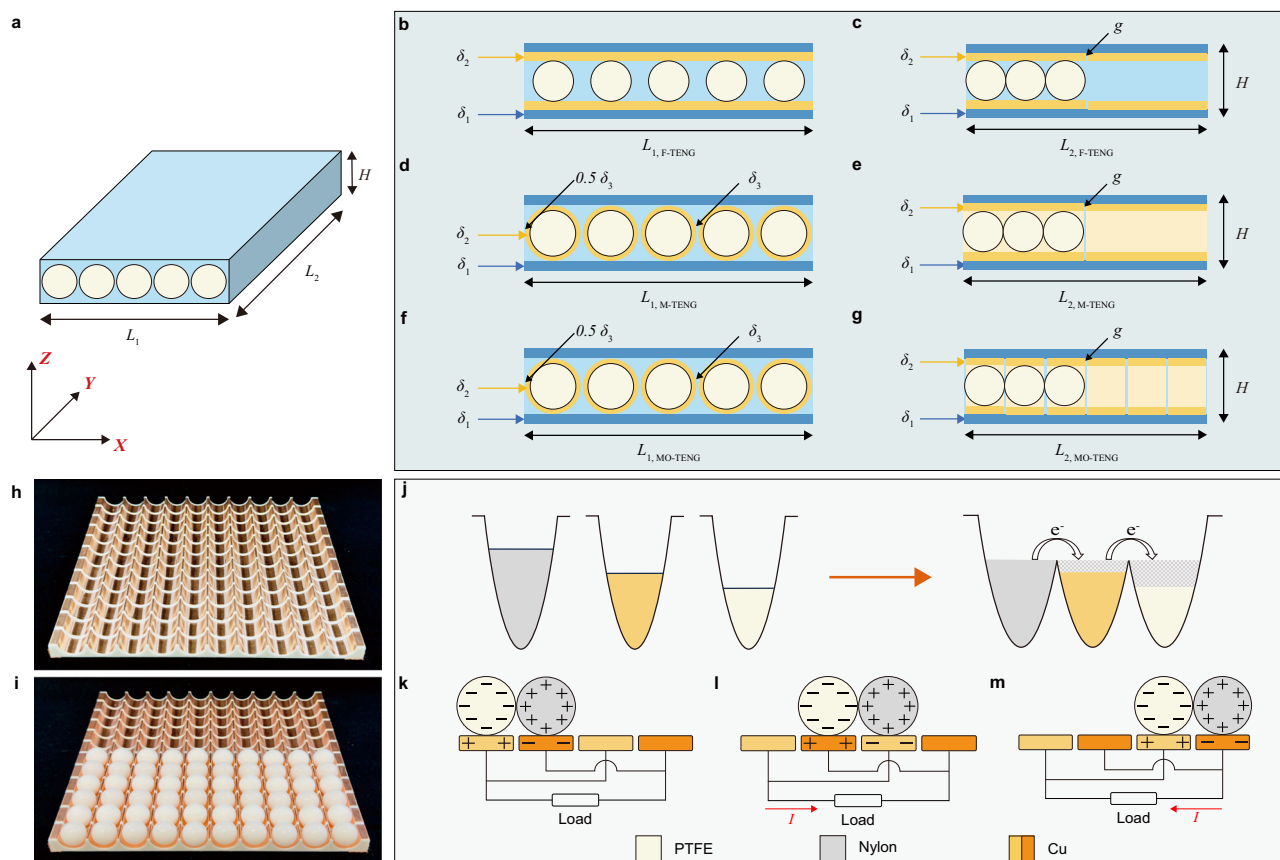 a
H
L2
L1
Z
Y
X
b
δ2
δ1
L1, F-TENG
c
g
δ2
δ1
H
L2, F-TENG
d
0.5 δ3
δ3
δ2
δ1
L1, M-TENG
e
g
δ2
δ1
H
L2, M-TENG
f
0.5 δ3
δ3
δ2
δ1
L1, MO-TENG
g
g
δ2
δ1
H
L2, MO-TENG
h
i
j
e-
e-
k
− − − − − − − − −
+ + + + + + + + +
+ +
− −
Load
l
− − − − − − − − −
+ + + + + + + + +
+ +
− −
I
Load
m
− − − − − − − − −
+ + + + + + + + +
+ +
− −
I
Load
PTFE
Nylon
Cu